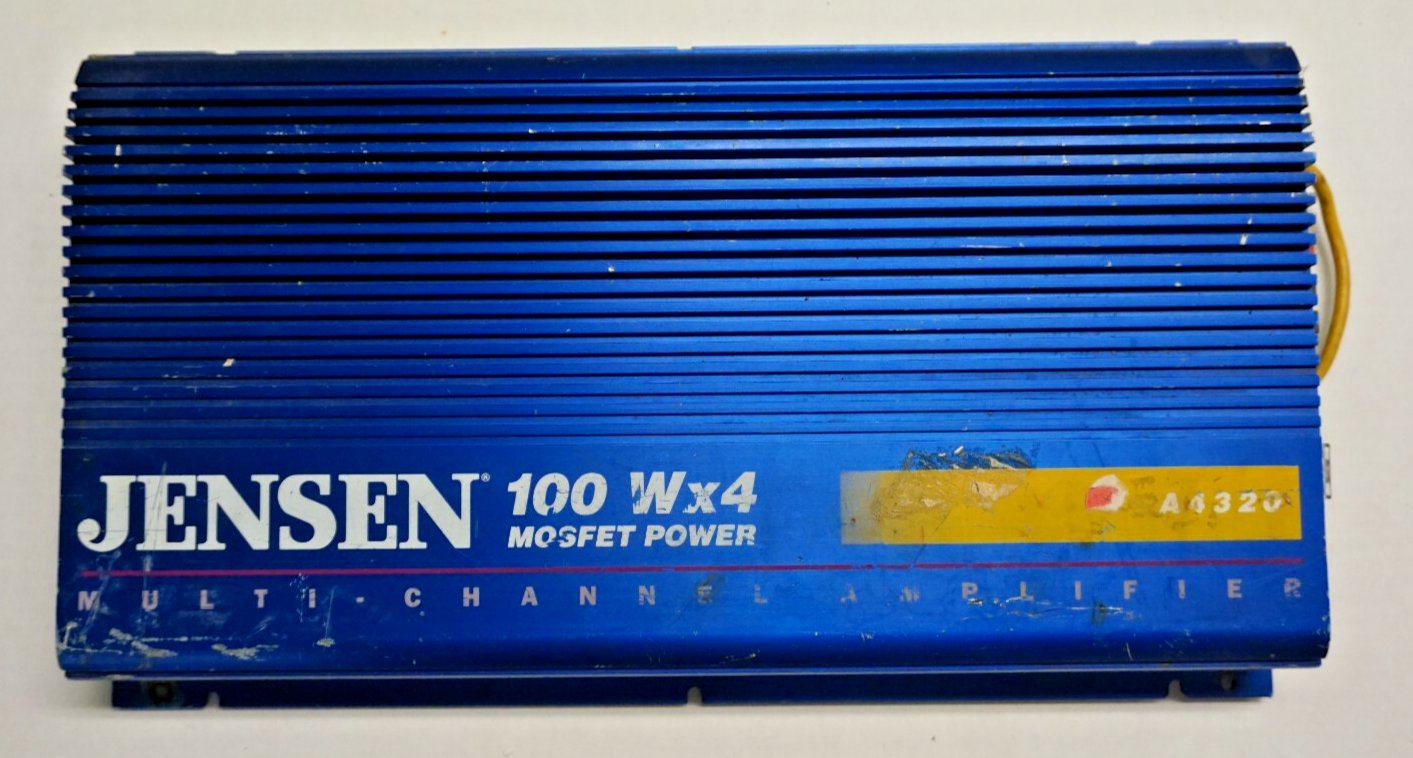 JENSEN® 100 Wx4
MOSFET POWER
A4320
MULTI-CHANNEL AMPLIFIER